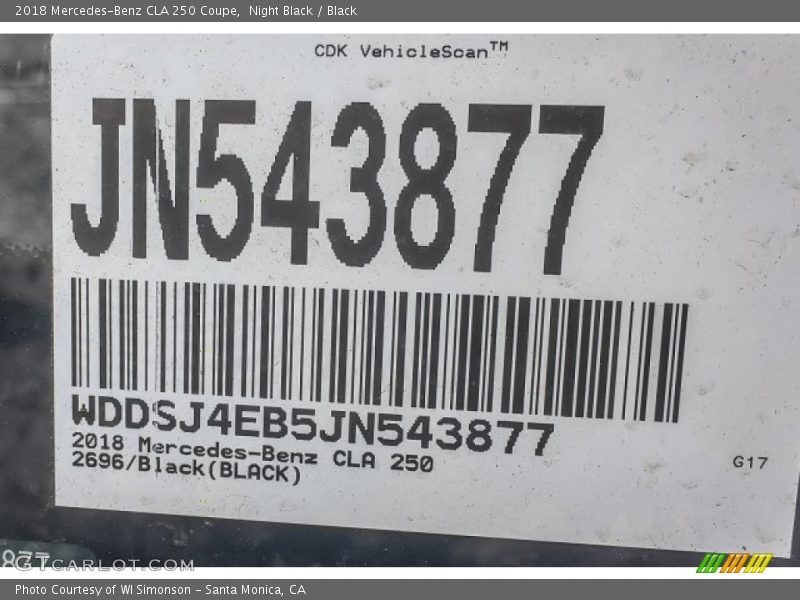 2018 Mercedes-Benz CLA 250 Coupe, Night Black / Black
CDK VehicleScan™
JN543877
WDDSJ4EB5JN543877
2018 Mercedes-Benz CLA 250
2696/Black(BLACK)
G17
GTCARLOT.COM
Photo Courtesy of WI Simonson - Santa Monica, CA